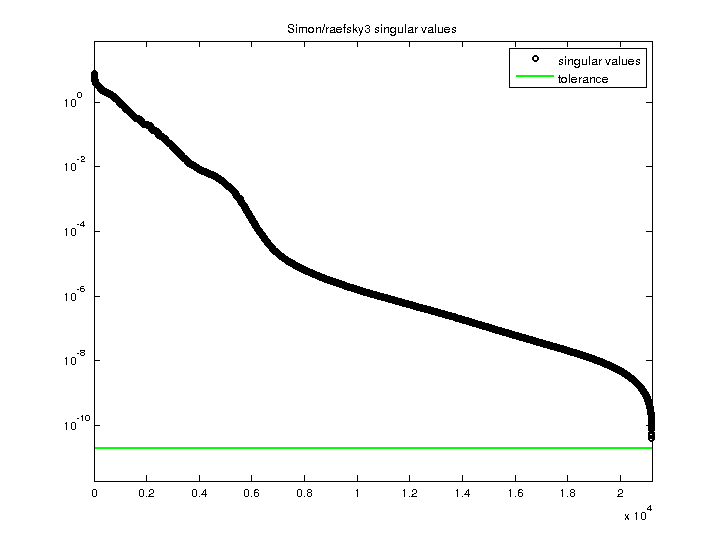 Simon/raefsky3 singular values
singular values
tolerance
10^0
10^-2
10^-4
10^-6
10^-8
10^-10
0 0.2 0.4 0.6 0.8 1 1.2 1.4 1.6 1.8 2
x 10^4